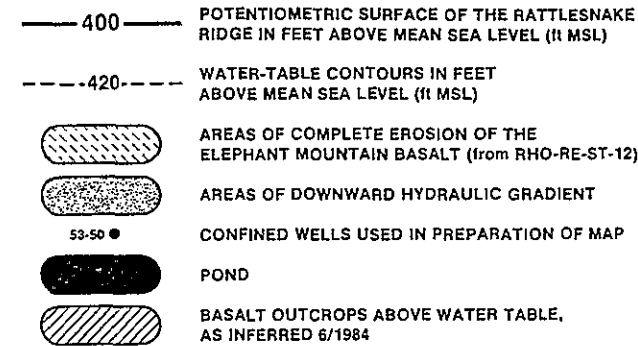 400 POTENTIOMETRIC SURFACE OF THE RATTLESNAKE
RIDGE IN FEET ABOVE MEAN SEA LEVEL (ft MSL)
420 WATER-TABLE CONTOURS IN FEET
ABOVE MEAN SEA LEVEL (ft MSL)
AREAS OF COMPLETE EROSION OF THE
ELEPHANT MOUNTAIN BASALT (from RHO-RE-ST-12)
AREAS OF DOWNWARD HYDRAULIC GRADIENT
53-50 CONFINED WELLS USED IN PREPARATION OF MAP
POND
BASALT OUTCROPS ABOVE WATER TABLE,
AS INFERRED 6/1984